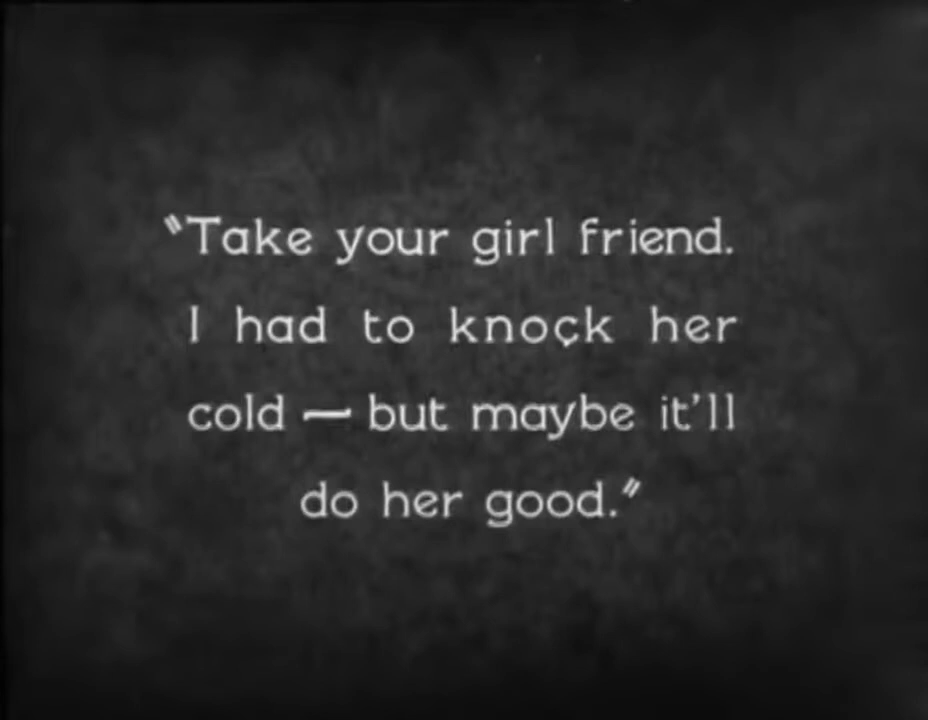 "Take your girl friend.
I had to knock her
cold — but maybe it'll
do her good."